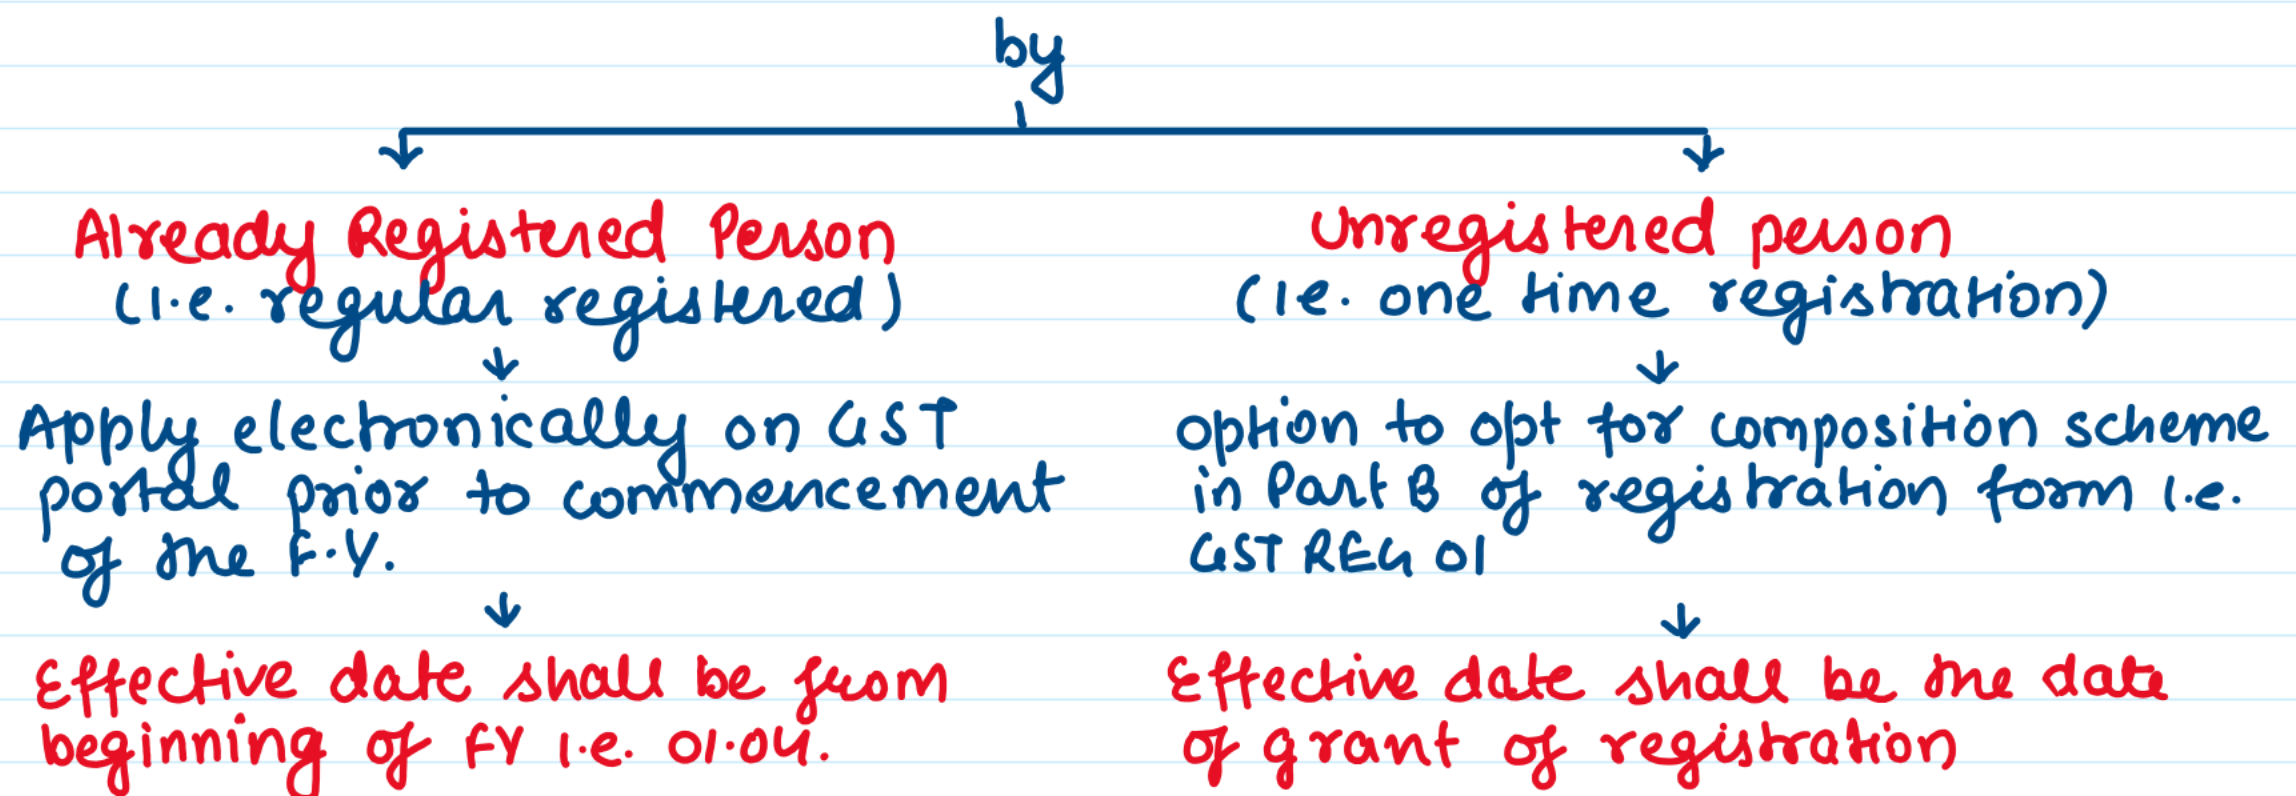 by
Already Registered Person
(i.e. regular registered)
Apply electronically on GST
portal prior to commencement
of the F.Y.
Effective date shall be from
beginning of FY i.e. 01.04.
Unregistered person
(ie. one time registration)
option to opt for composition scheme
in Part B of registration form i.e.
GST REG 01
Effective date shall be the date
of grant of registration